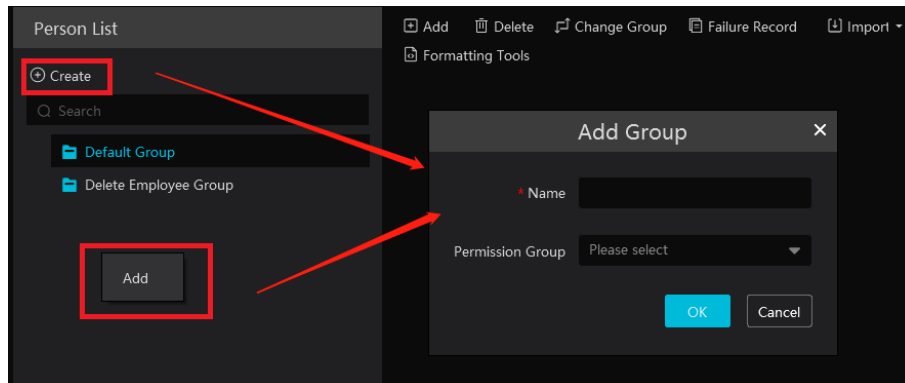 Person List
Add Delete Change Group Failure Record Import
Formatting Tools
Create
Search
Default Group
Delete Employee Group
Add
Add Group
* Name
Permission Group Please select
OK Cancel